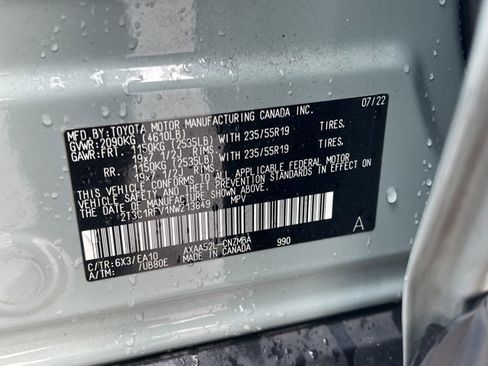 MFD.BY:TOYOTA MOTOR MANUFACTURING CANADA INC. 07/22
GVWR:2090KG (4610LB)
GAWR:FRT. 1150KG (2535LB) WITH 235/55R19 TIRES.
19x7 1/2J RIMS
RR. 1150KG (2535LB) WITH 235/55R19 TIRES.
19x7 1/2J RIMS
THIS VEHICLE CONFORMS TO ALL APPLICABLE FEDERAL MOTOR
VEHICLE SAFETY AND THEFT PREVENTION STANDARDS IN EFFECT ON
THE DATE OF MANUFACTURE SHOWN ABOVE.
2T3C1RFV1NW213849 MPV
C/TR:6X3/EA10 AXAA52L-CNZMBA 990 A
A/TM: /UB80E MADE IN CANADA